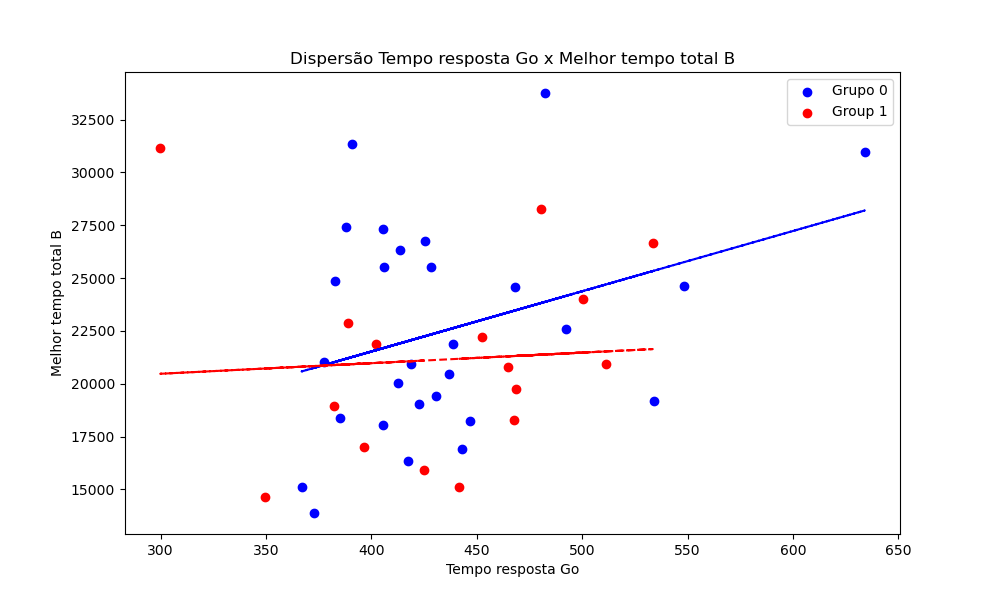 Dispersão Tempo resposta Go x Melhor tempo total B
Grupo 0
Group 1
Melhor tempo total B
32500
30000
27500
25000
22500
20000
17500
15000
300 350 400 450 500 550 600 650
Tempo resposta Go